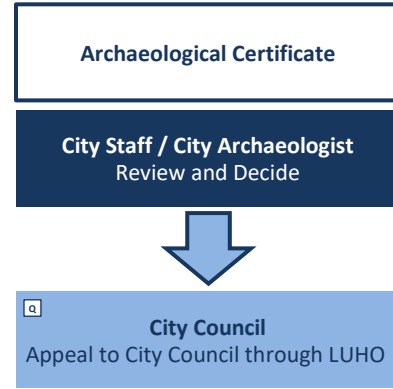 Archaeological Certificate
City Staff / City Archaeologist
Review and Decide
Q
City Council
Appeal to City Council through LUHO